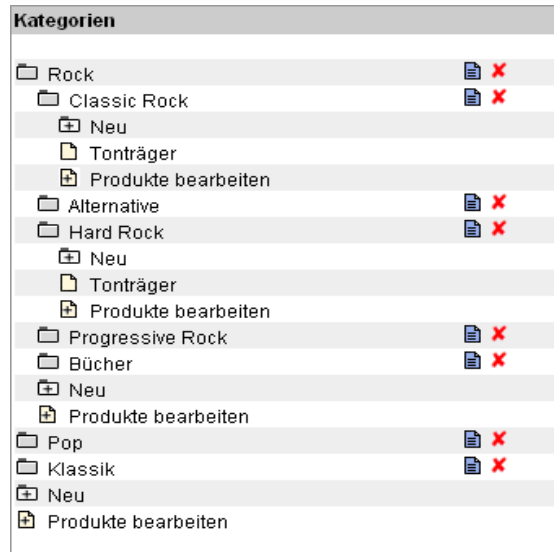 Kategorien
Rock
Classic Rock
Neu
Tonträger
Produkte bearbeiten
Alternative
Hard Rock
Neu
Tonträger
Produkte bearbeiten
Progressive Rock
Bücher
Neu
Produkte bearbeiten
Pop
Klassik
Neu
Produkte bearbeiten